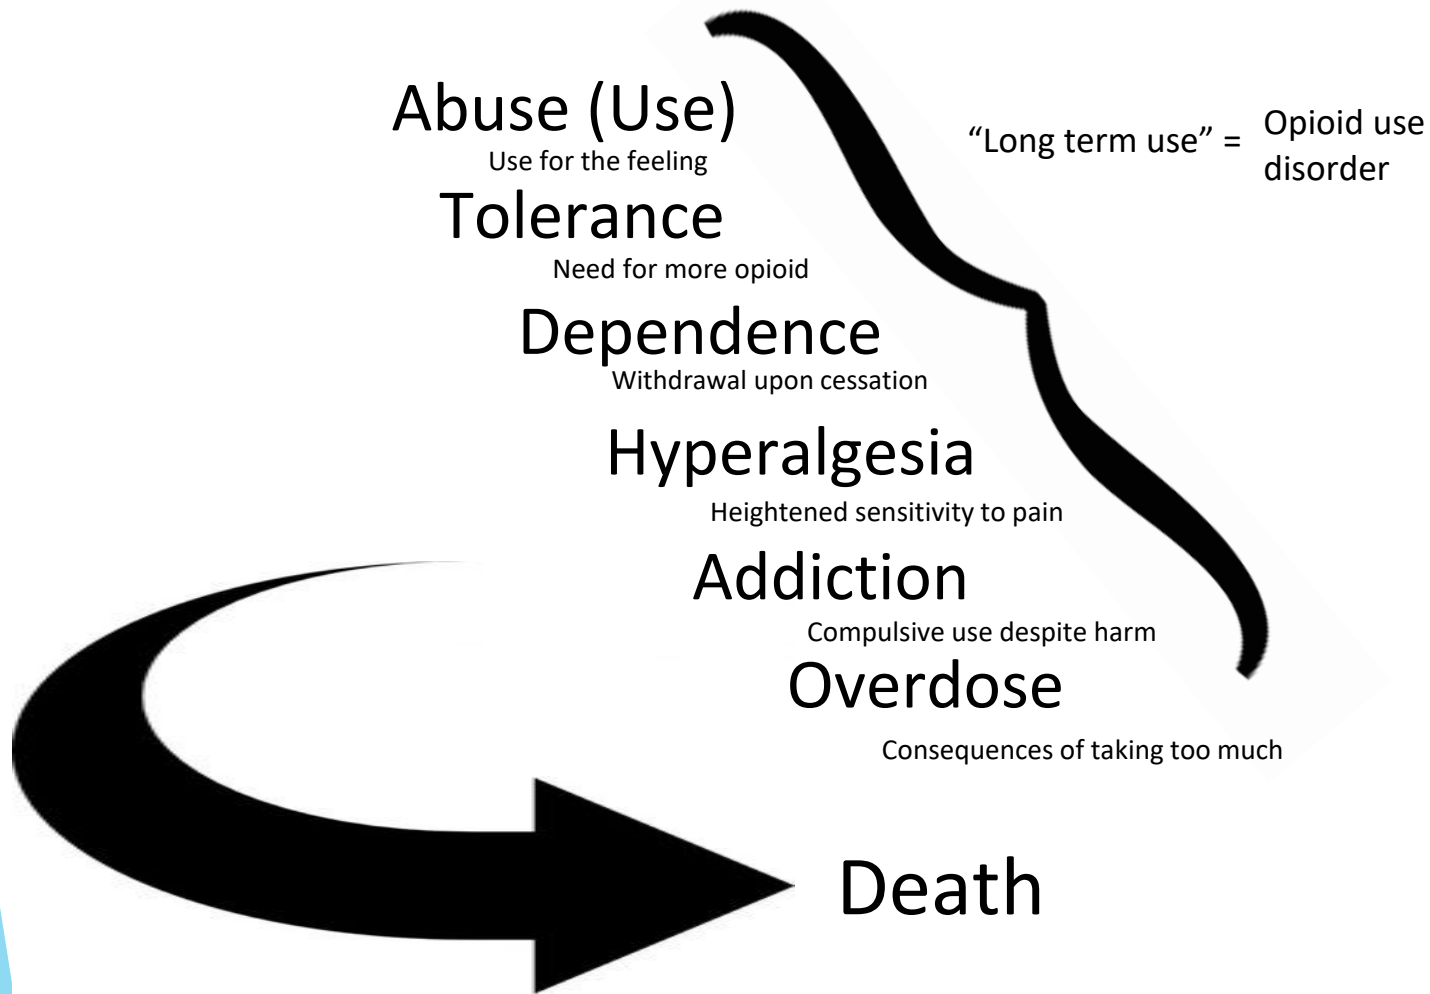 Abuse (Use)
Use for the feeling
Tolerance
Need for more opioid
Dependence
Withdrawal upon cessation
Hyperalgesia
Heightened sensitivity to pain
Addiction
Compulsive use despite harm
Overdose
Consequences of taking too much
Death
“Long term use” =
Opioid use
disorder